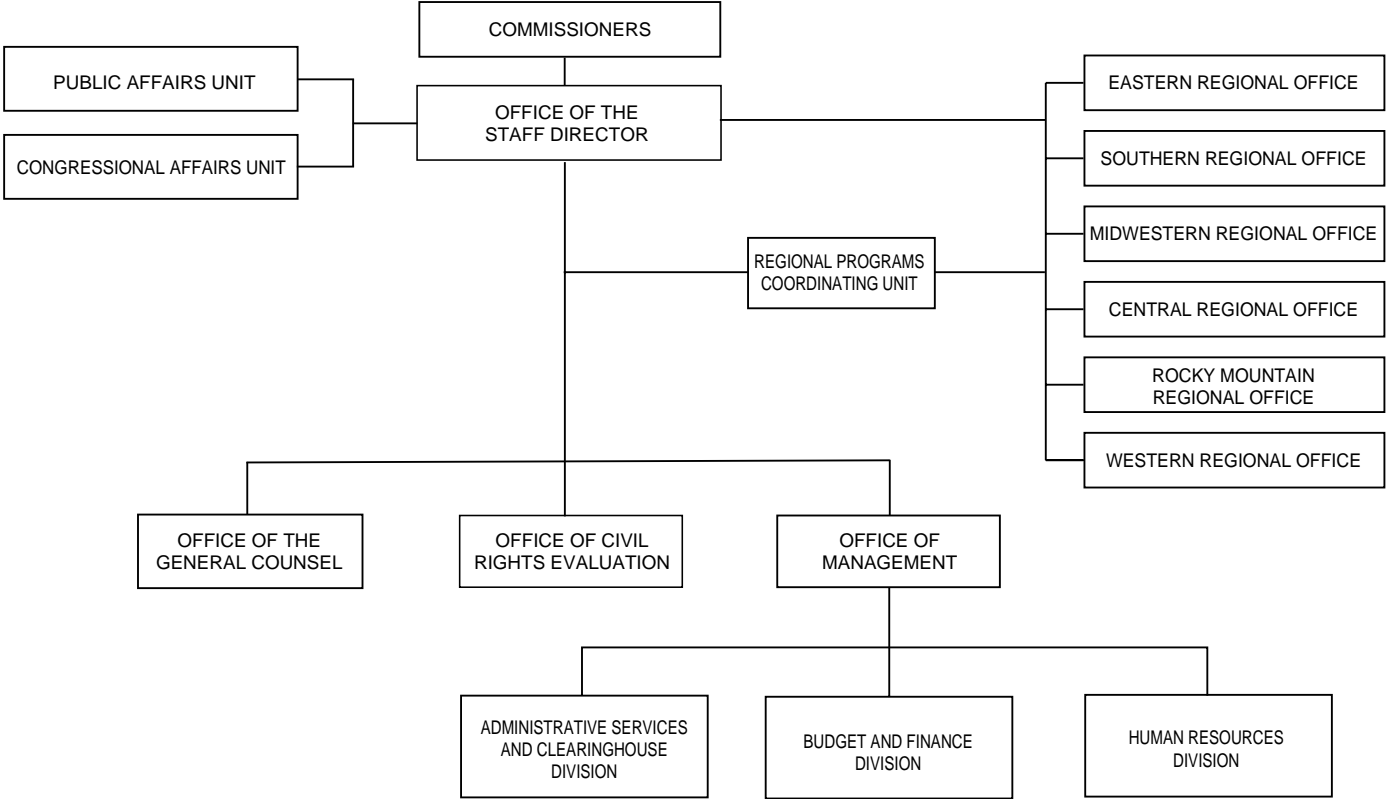 COMMISSIONERS
PUBLIC AFFAIRS UNIT
CONGRESSIONAL AFFAIRS UNIT
OFFICE OF THE
STAFF DIRECTOR
EASTERN REGIONAL OFFICE
SOUTHERN REGIONAL OFFICE
MIDWESTERN REGIONAL OFFICE
REGIONAL PROGRAMS
COORDINATING UNIT
CENTRAL REGIONAL OFFICE
ROCKY MOUNTAIN
REGIONAL OFFICE
WESTERN REGIONAL OFFICE
OFFICE OF THE
GENERAL COUNSEL
OFFICE OF CIVIL
RIGHTS EVALUATION
OFFICE OF
MANAGEMENT
ADMINISTRATIVE SERVICES
AND CLEARINGHOUSE
DIVISION
BUDGET AND FINANCE
DIVISION
HUMAN RESOURCES
DIVISION